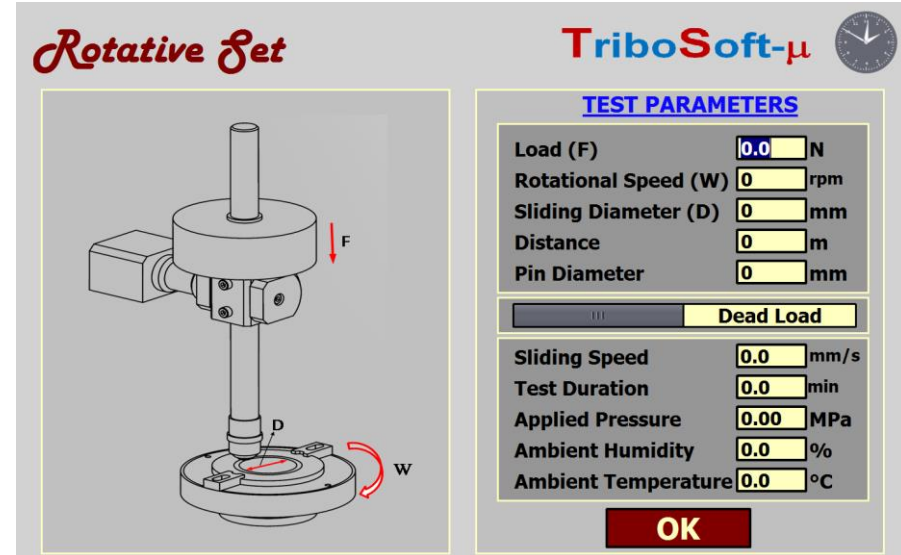 Rotative Set
TriboSoft-μ
F
D
W
TEST PARAMETERS
Load (F) 0.0 N
Rotational Speed (W) 0 rpm
Sliding Diameter (D) 0 mm
Distance 0 m
Pin Diameter 0 mm
Dead Load
Sliding Speed 0.0 mm/s
Test Duration 0.0 min
Applied Pressure 0.00 MPa
Ambient Humidity 0.0 %
Ambient Temperature 0.0 °C
OK